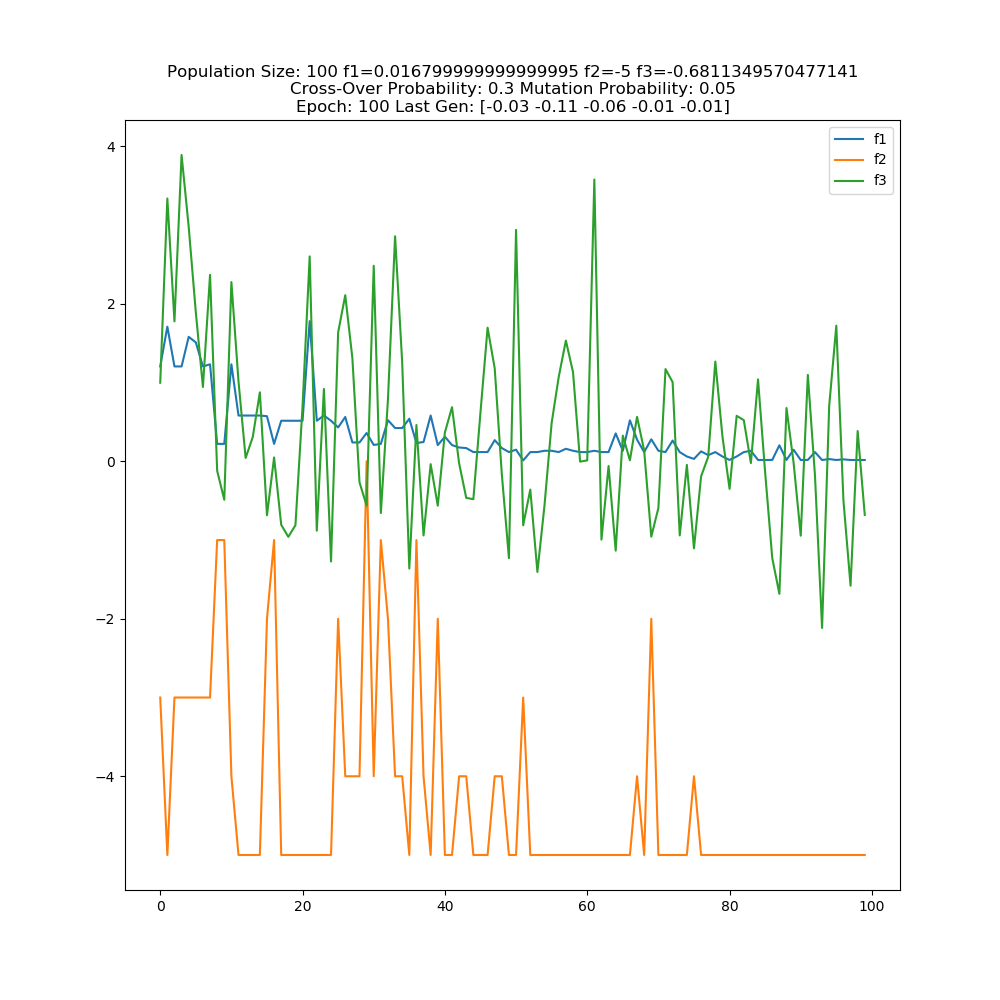 Population Size: 100 f1=0.016799999999999995 f2=-5 f3=-0.6811349570477141
Cross-Over Probability: 0.3 Mutation Probability: 0.05
Epoch: 100 Last Gen: [-0.03 -0.11 -0.06 -0.01 -0.01]
f1
f2
f3
4
2
0
−2
−4
0 20 40 60 80 100